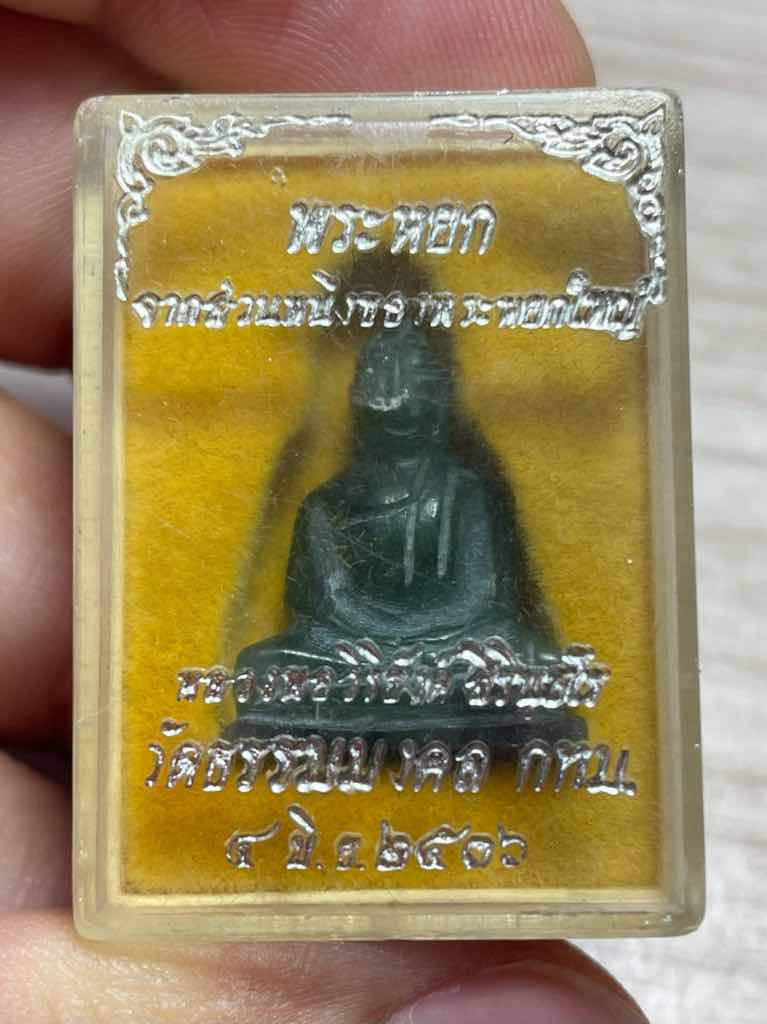 พระหยก
จากส่วนหนึ่งของพระหยกใหญ่
หลวงพ่อวิริยังค์ สิรินฺธโร
วัดธรรมมงคล กทม.
๔ มิ.ย. ๒๕๓๖